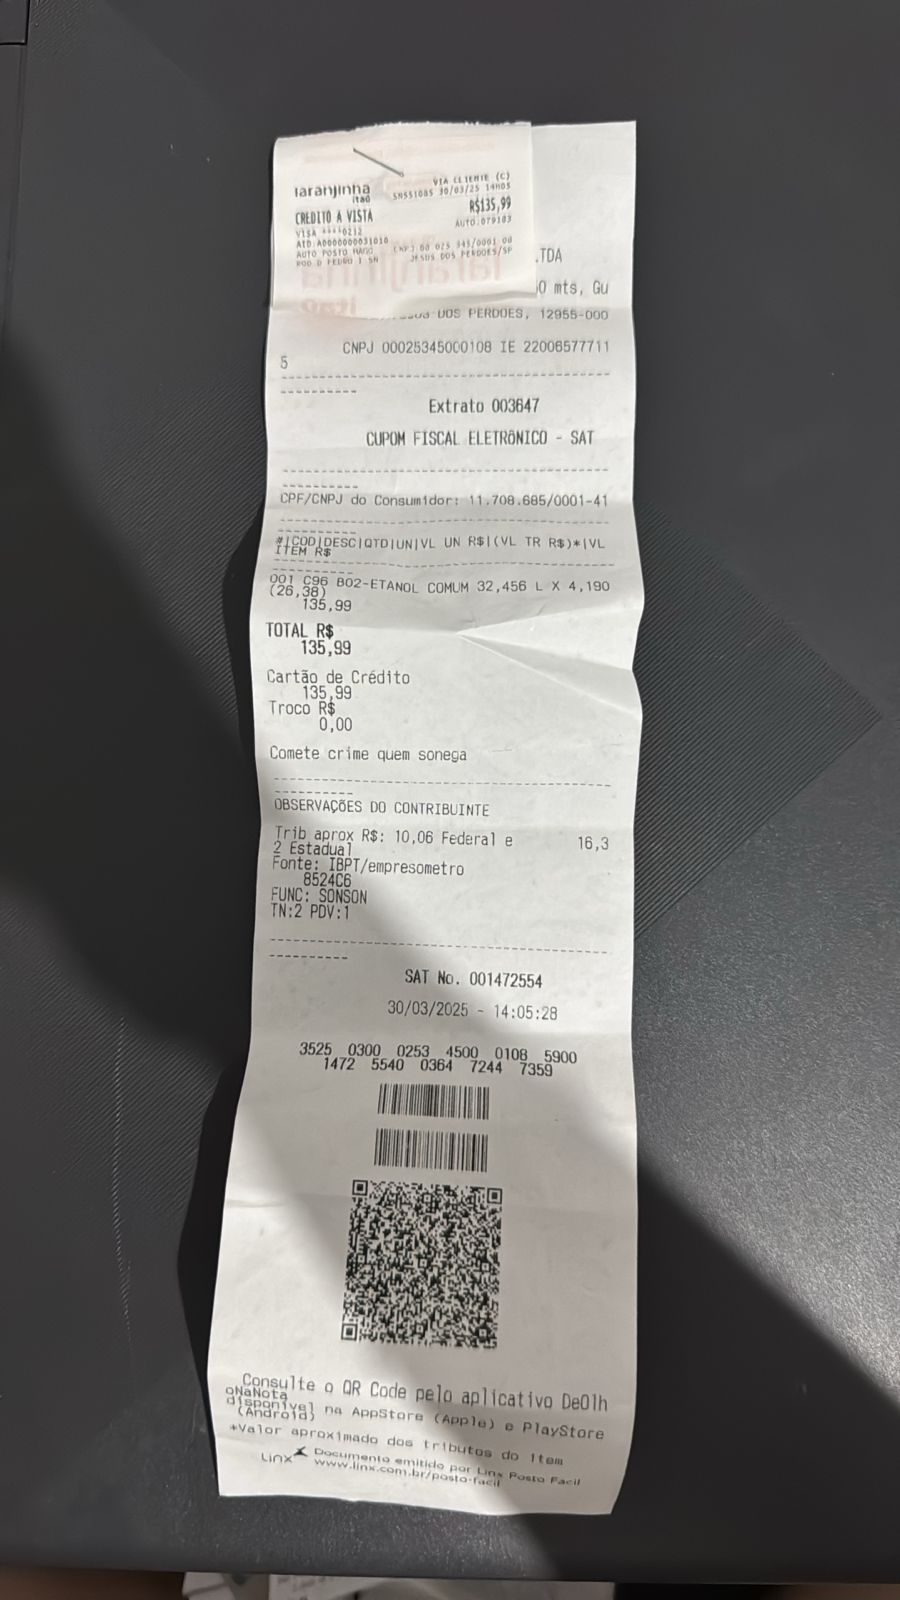 laranjinha
itaú
VIA CLIENTE (C)
SN551085 30/03/25 14H05
CREDITO A VISTA R$135,99
VISA ****0212 AUTO.079103
AID:A0000000031010
AUTO POSTO CNPJ 00 025 345/0001 08
ROD D PEDRO I SN JESUS DOS PERDOES/SP
.TDA
0 mts, Gu
DOS PERDOES, 12955-000
CNPJ 00025345000108 IE 22006577711
5
Extrato 003647
CUPOM FISCAL ELETRÔNICO - SAT
CPF/CNPJ do Consumidor: 11.708.685/0001-41
#|COD|DESC|QTD|UN|VL UN R$|(VL TR R$)*|VL
ITEM R$
001 C96 B02-ETANOL COMUM 32,456 L X 4,190
(26,38)
135,99
TOTAL R$
135,99
Cartão de Crédito
135,99
Troco R$
0,00
Comete crime quem sonega
OBSERVAÇÕES DO CONTRIBUINTE
Trib aprox R$: 10,06 Federal e 16,3
2 Estadual
Fonte: IBPT/empresometro
8524C6
FUNC: SONSON
TN:2 PDV:1
SAT No. 001472554
30/03/2025 - 14:05:28
3525 0300 0253 4500 0108 5900
1472 5540 0364 7244 7359
Consulte o QR Code pelo aplicativo DeOlh
oNaNota
disponível na AppStore (Apple) e PlayStore
(Android)
*Valor aproximado dos tributos do item
Linx Documento emitido por Linx Posto Facil
www.linx.com.br/posto-facil